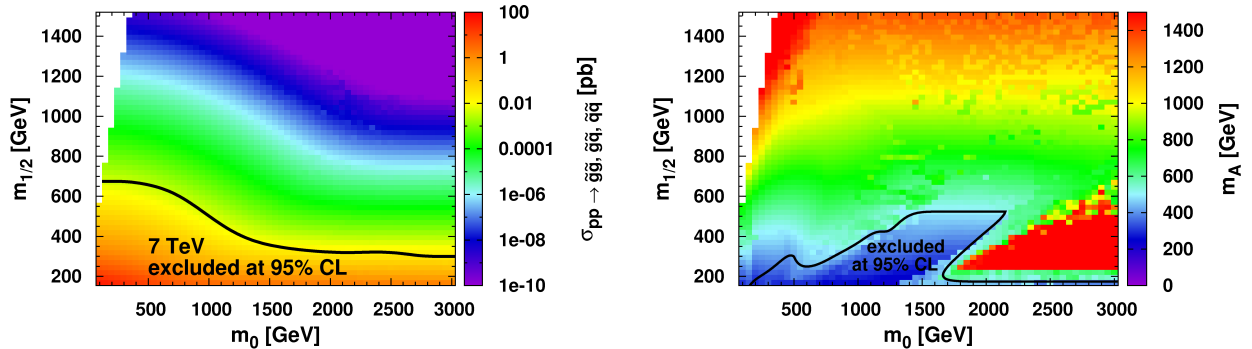 1400
1200
1000
800
600
400
200
m1/2 [GeV]
7 TeV
excluded at 95% CL
500 1000 1500 2000 2500 3000
m0 [GeV]
100
1
0.01
0.0001
1e-06
1e-08
1e-10
σpp → g̃g̃, g̃q̃, q̃q̃ [pb]
1400
1200
1000
800
600
400
200
m1/2 [GeV]
excluded
at 95% CL
500 1000 1500 2000 2500 3000
m0 [GeV]
1400
1200
1000
800
600
400
200
0
mA [GeV]